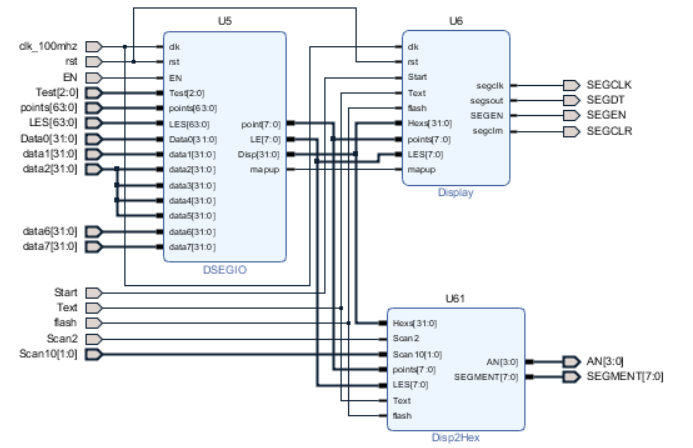 U5
U6
clk_100mhz
rst
EN
Test[2:0]
points[63:0]
LES[63:0]
Data0[31:0]
data1[31:0]
data2[31:0]
data6[31:0]
data7[31:0]
clk
rst
EN
Test[2:0]
points[63:0]
LES[63:0]
Data0[31:0]
data1[31:0]
data2[31:0]
data3[31:0]
data4[31:0]
data5[31:0]
data6[31:0]
data7[31:0]
point[7:0]
LE[7:0]
Disp[31:0]
mapup
DSEGIO
clk
rst
Start
Text
flash
Hexs[31:0]
points[7:0]
LES[7:0]
mapup
segclk
segsout
SEGEN
segclrn
SEGCLK
SEGDT
SEGEN
SEGCLR
Display
Start
Text
flash
Scan2
Scan10[1:0]
U61
Hexs[31:0]
Scan2
Scan10[1:0]
points[7:0]
LES[7:0]
Text
flash
AN[3:0]
SEGMENT[7:0]
AN[3:0]
SEGMENT[7:0]
Disp2Hex